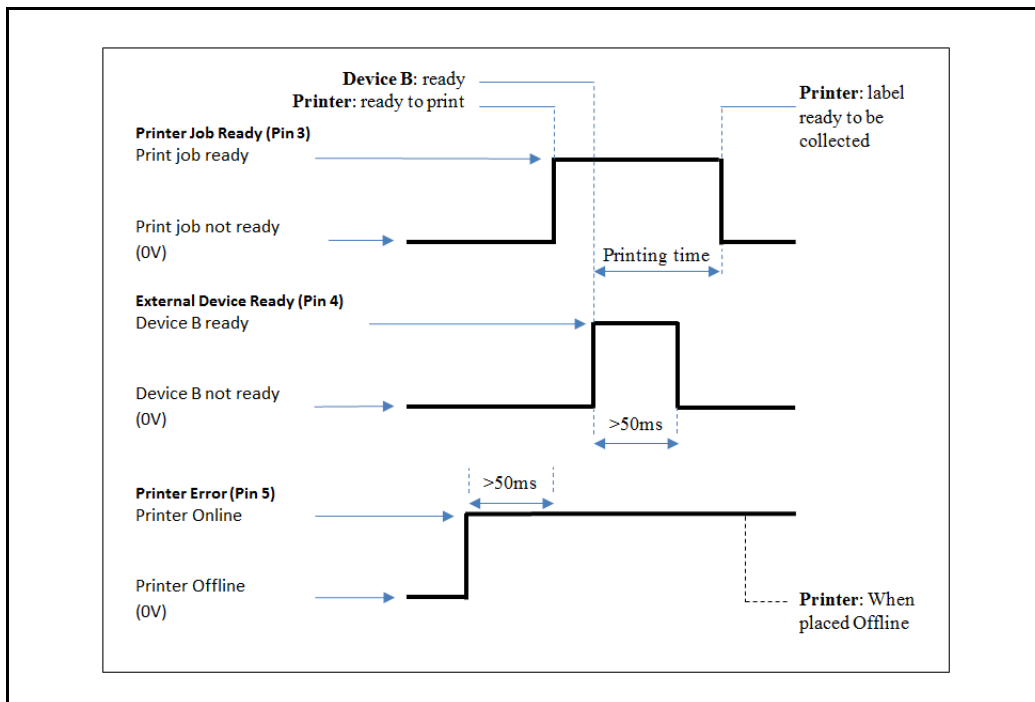 Device B: ready
Printer: ready to print
Printer: label
ready to be
collected
Printer Job Ready (Pin 3)
Print job ready
Print job not ready
(0V)
Printing time
External Device Ready (Pin 4)
Device B ready
Device B not ready
(0V)
>50ms
>50ms
Printer Error (Pin 5)
Printer Online
Printer Offline
(0V)
Printer: When
placed Offline